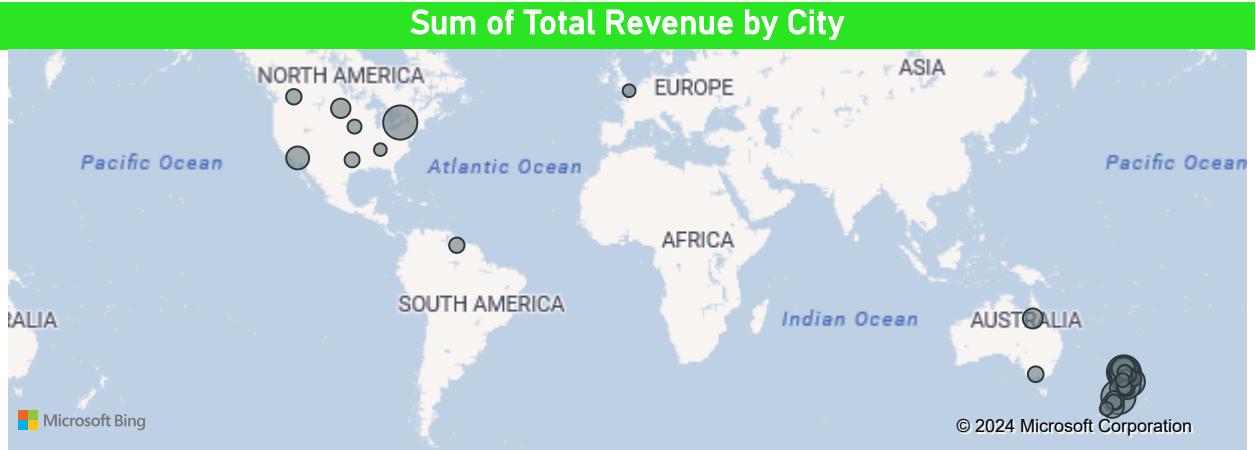 Sum of Total Revenue by City
NORTH AMERICA
EUROPE
ASIA
Pacific Ocean
Atlantic Ocean
Pacific Ocean
AFRICA
SOUTH AMERICA
Indian Ocean
AUSTRALIA
RALIA
Microsoft Bing
© 2024 Microsoft Corporation